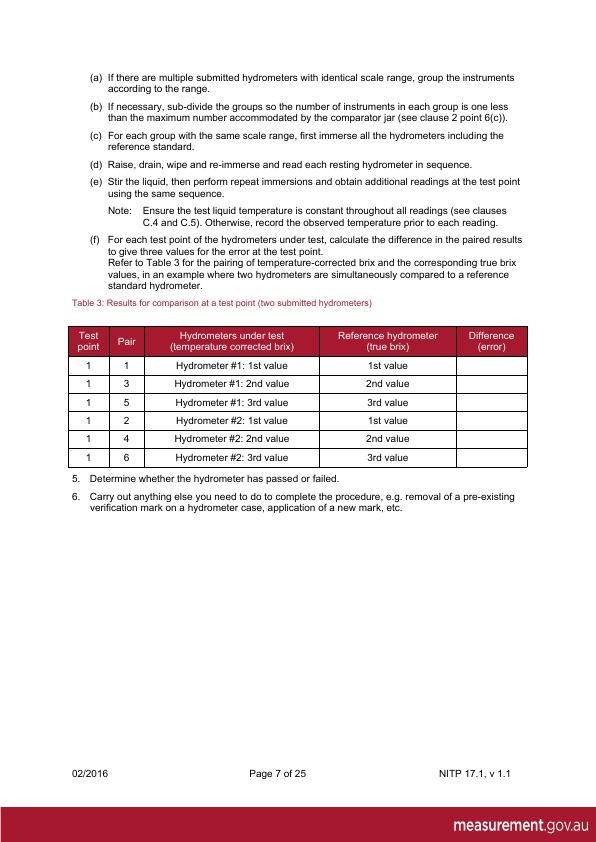 (a) If there are multiple submitted hydrometers with identical scale range, group the instruments
according to the range.
(b) If necessary, sub-divide the groups so the number of instruments in each group is one less
than the maximum number accommodated by the comparator jar (see clause 2 point 6(c)).
(c) For each group with the same scale range, first immerse all the hydrometers including the
reference standard.
(d) Raise, drain, wipe and re-immerse and read each resting hydrometer in sequence.
(e) Stir the liquid, then perform repeat immersions and obtain additional readings at the test point
using the same sequence.
Note: Ensure the test liquid temperature is constant throughout all readings (see clauses
C.4 and C.5). Otherwise, record the observed temperature prior to each reading.
(f) For each test point of the hydrometers under test, calculate the difference in the paired results
to give three values for the error at the test point.
Refer to Table 3 for the pairing of temperature-corrected brix and the corresponding true brix
values, in an example where two hydrometers are simultaneously compared to a reference
standard hydrometer.
Table 3: Results for comparison at a test point (two submitted hydrometers)
Test point Pair Hydrometers under test (temperature corrected brix) Reference hydrometer (true brix) Difference (error)
1 1 Hydrometer #1: 1st value 1st value
1 3 Hydrometer #1: 2nd value 2nd value
1 5 Hydrometer #1: 3rd value 3rd value
1 2 Hydrometer #2: 1st value 1st value
1 4 Hydrometer #2: 2nd value 2nd value
1 6 Hydrometer #2: 3rd value 3rd value
5. Determine whether the hydrometer has passed or failed.
6. Carry out anything else you need to do to complete the procedure, e.g. removal of a pre-existing
verification mark on a hydrometer case, application of a new mark, etc.
02/2016 Page 7 of 25 NITP 17.1, v 1.1
measurement.gov.au